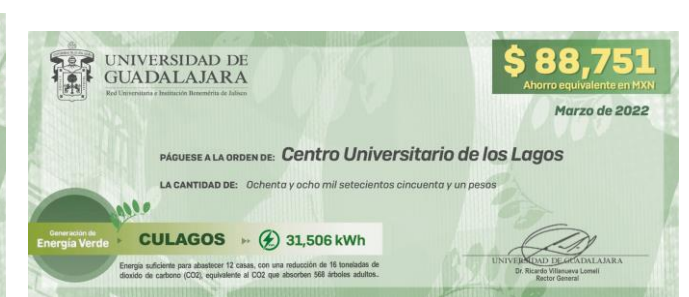 UNIVERSIDAD DE
GUADALAJARA
Red Universitaria e Institución Benemérita de Jalisco
$ 88,751
Ahorro equivalente en MXN
Marzo de 2022
PÁGUESE A LA ORDEN DE: Centro Universitario de los Lagos
LA CANTIDAD DE: Ochenta y ocho mil setecientos cincuenta y un pesos
Generación de
Energía Verde
CULAGOS
31,506 kWh
Energía suficiente para abastecer 12 casas, con una reducción de 16 toneladas de
dióxido de carbono (CO2), equivalente al CO2 que absorben 568 árboles adultos.
UNIVERSIDAD DE GUADALAJARA
Dr. Ricardo Villanueva Lomelí
Rector General